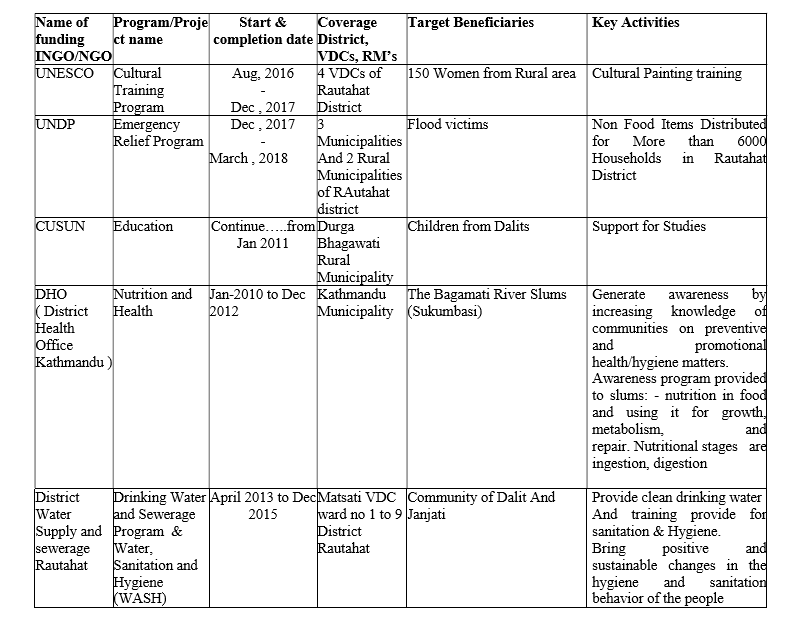 Name of
funding
INGO/NGO
Program/Proje
ct name
Start &
completion date
Coverage
District,
VDCs, RM’s
Target Beneficiaries
Key Activities
UNESCO
Cultural
Training
Program
Aug, 2016
-
Dec , 2017
4 VDCs of
Rautahat
District
150 Women from Rural area
Cultural Painting training
UNDP
Emergency
Relief Program
Dec , 2017
-
March , 2018
3
Municipalities
And 2 Rural
Municipalities
of RAutahat
district
Flood victims
Non Food Items Distributed
for More than 6000
Households in Rautahat
District
CUSUN
Education
Continue…..from
Jan 2011
Durga
Bhagawati
Rural
Municipality
Children from Dalits
Support for Studies
DHO
( District
Health
Office
Kathmandu )
Nutrition and
Health
Jan-2010 to Dec
2012
Kathmandu
Municipality
The Bagamati River Slums
(Sukumbasi)
Generate awareness by
increasing knowledge of
communities on preventive
and promotional
health/hygiene matters.
Awareness program provided
to slums: - nutrition in food
and using it for growth,
metabolism, and
repair. Nutritional stages are
ingestion, digestion
District
Water
Supply and
sewerage
Rautahat
Drinking Water
and Sewerage
Program &
Water,
Sanitation and
Hygiene
(WASH)
April 2013 to Dec
2015
Matsati VDC
ward no 1 to 9
District
Rautahat
Community of Dalit And
Janjati
Provide clean drinking water
And training provide for
sanitation & Hygiene.
Bring positive and
sustainable changes in the
hygiene and sanitation
behavior of the people